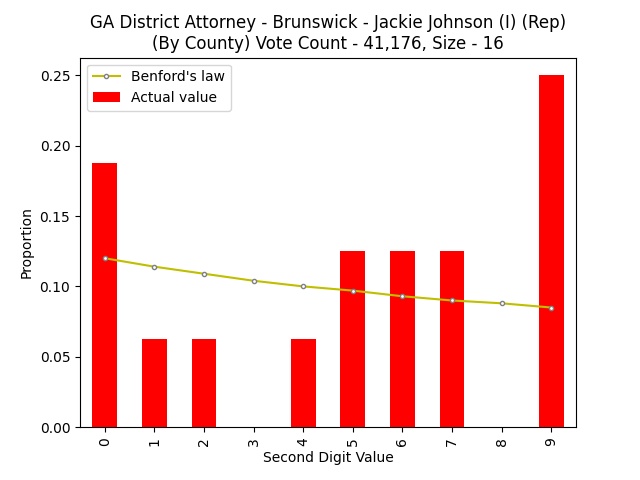 GA District Attorney - Brunswick - Jackie Johnson (I) (Rep)
(By County) Vote Count - 41,176, Size - 16
Benford's law
Actual value
0.25
0.20
0.15
0.10
0.05
0.00
Proportion
0 1 2 3 4 5 6 7 8 9
Second Digit Value